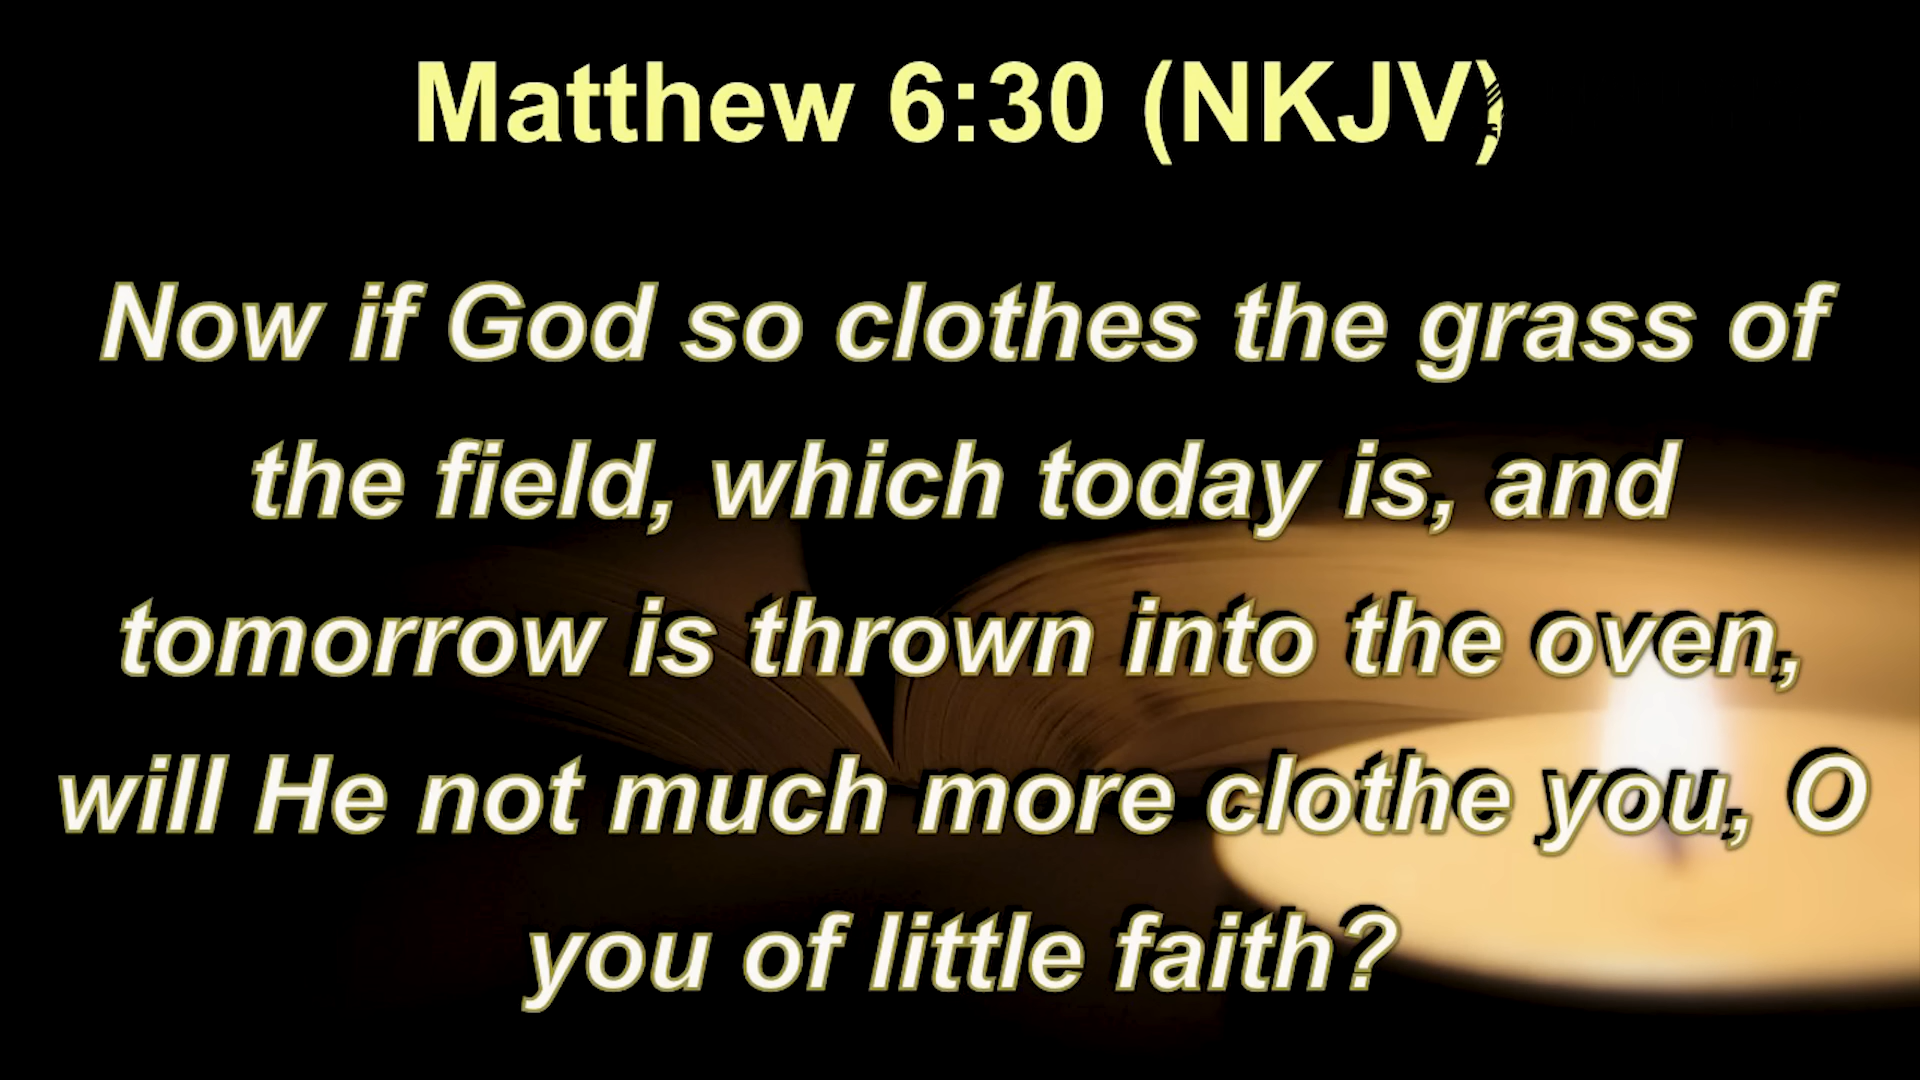 Matthew 6:30 (NKJV)
Now if God so clothes the grass of
the field, which today is, and
tomorrow is thrown into the oven,
will He not much more clothe you, O
you of little faith?